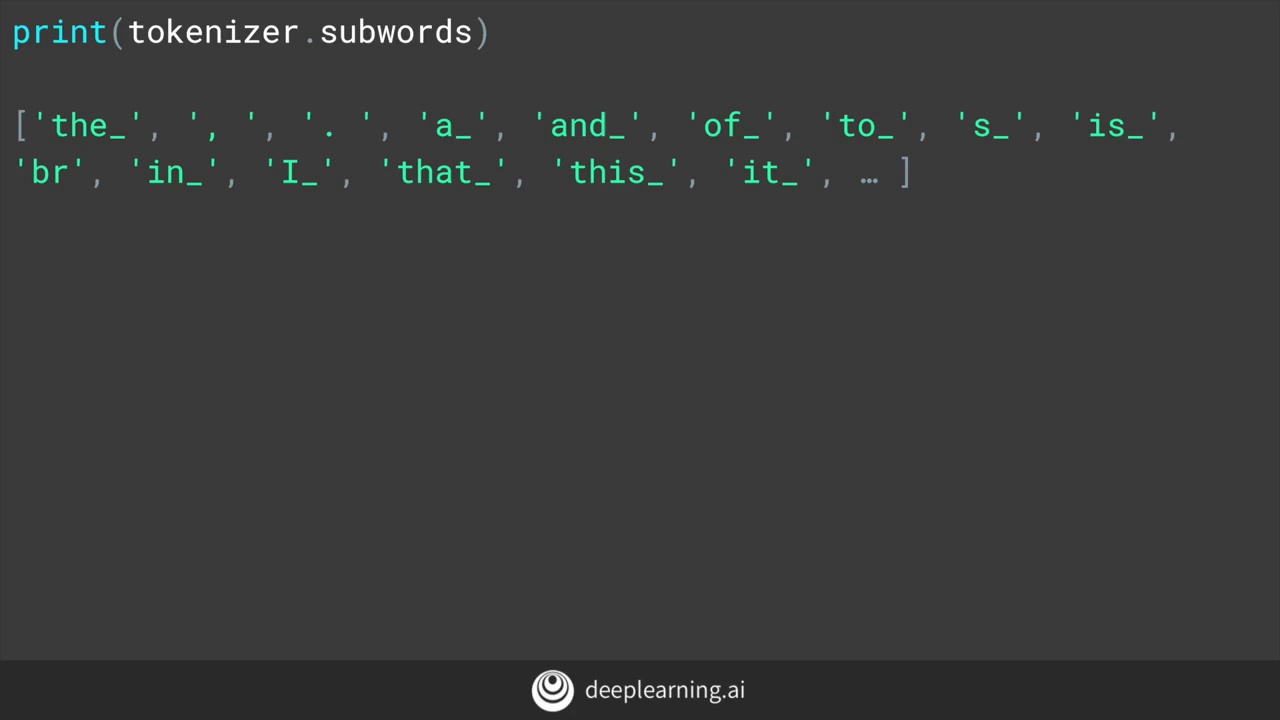 print(tokenizer.subwords)
['the_', ', ', '. ', 'a_', 'and_', 'of_', 'to_', 's_', 'is_',
'br', 'in_', 'I_', 'that_', 'this_', 'it_', … ]
deeplearning.ai